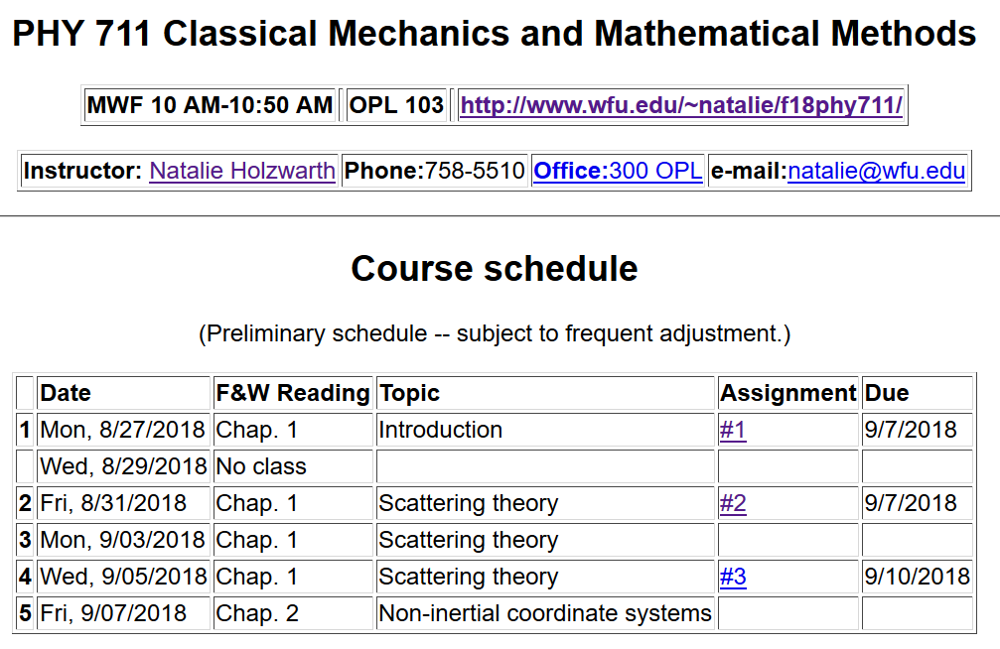 PHY 711 Classical Mechanics and Mathematical Methods
MWF 10 AM-10:50 AM OPL 103 http://www.wfu.edu/~natalie/f18phy711/
Instructor: Natalie Holzwarth Phone:758-5510 Office:300 OPL e-mail:natalie@wfu.edu
Course schedule
(Preliminary schedule -- subject to frequent adjustment.)
Date F&W Reading Topic Assignment Due
1 Mon, 8/27/2018 Chap. 1 Introduction #1 9/7/2018
Wed, 8/29/2018 No class
2 Fri, 8/31/2018 Chap. 1 Scattering theory #2 9/7/2018
3 Mon, 9/03/2018 Chap. 1 Scattering theory
4 Wed, 9/05/2018 Chap. 1 Scattering theory #3 9/10/2018
5 Fri, 9/07/2018 Chap. 2 Non-inertial coordinate systems